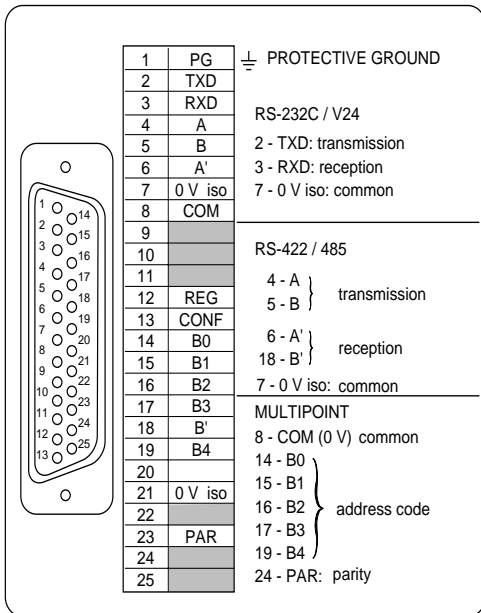 1 PG
2 TXD
3 RXD
4 A
5 B
6 A'
7 0 V iso
8 COM
9
10
11
12 REG
13 CONF
14 B0
15 B1
16 B2
17 B3
18 B'
19 B4
20
21 0 V iso
22
23 PAR
24
25
PROTECTIVE GROUND
RS-232C / V24
2 - TXD: transmission
3 - RXD: reception
7 - 0 V iso: common
RS-422 / 485
4 - A
5 - B
transmission
6 - A'
18 - B'
reception
7 - 0 V iso: common
MULTIPOINT
8 - COM (0 V) common
14 - B0
15 - B1
16 - B2
17 - B3
19 - B4
address code
24 - PAR: parity
1
14
2
15
3
16
4
17
5
18
6
19
7
20
8
21
9
22
10
23
11
24
12
25
13